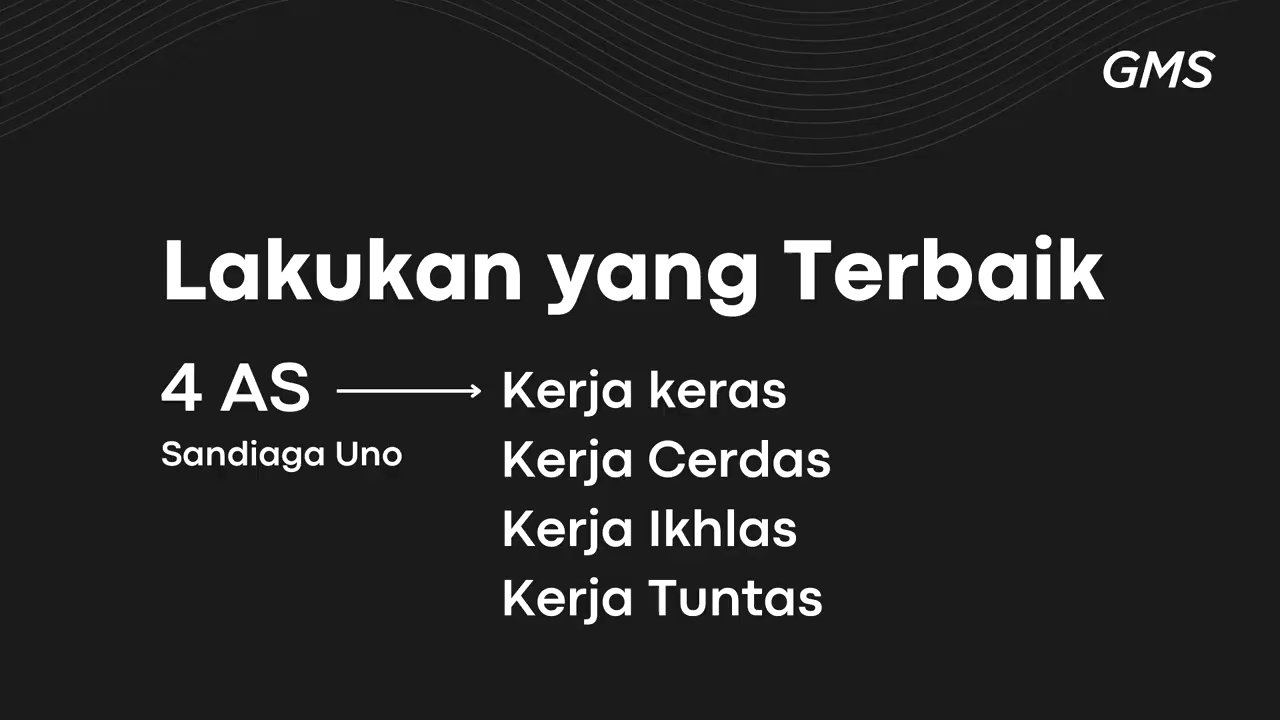 GMS
Lakukan yang Terbaik
4 AS
Sandiaga Uno
Kerja keras
Kerja Cerdas
Kerja Ikhlas
Kerja Tuntas